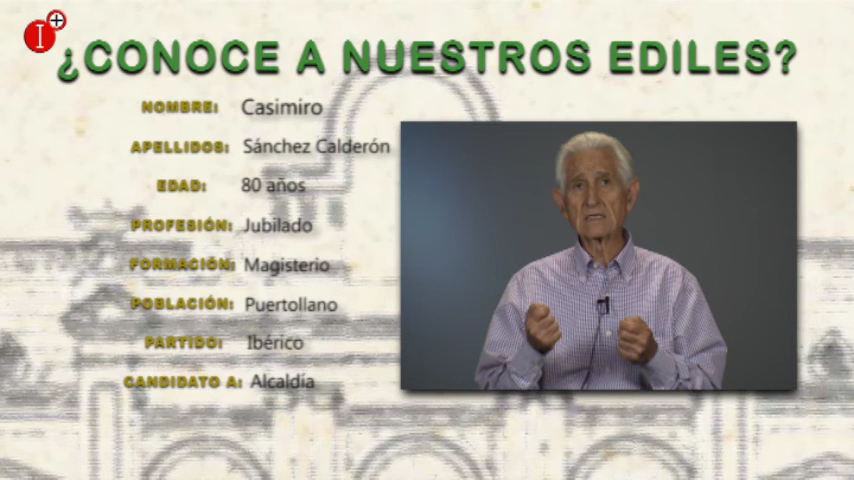 I+
¿CONOCE A NUESTROS EDILES?
NOMBRE: Casimiro
APELLIDOS: Sánchez Calderón
EDAD: 80 años
PROFESIÓN: Jubilado
FORMACIÓN: Magisterio
POBLACIÓN: Puertollano
PARTIDO: Ibérico
CANDIDATO A: Alcaldía